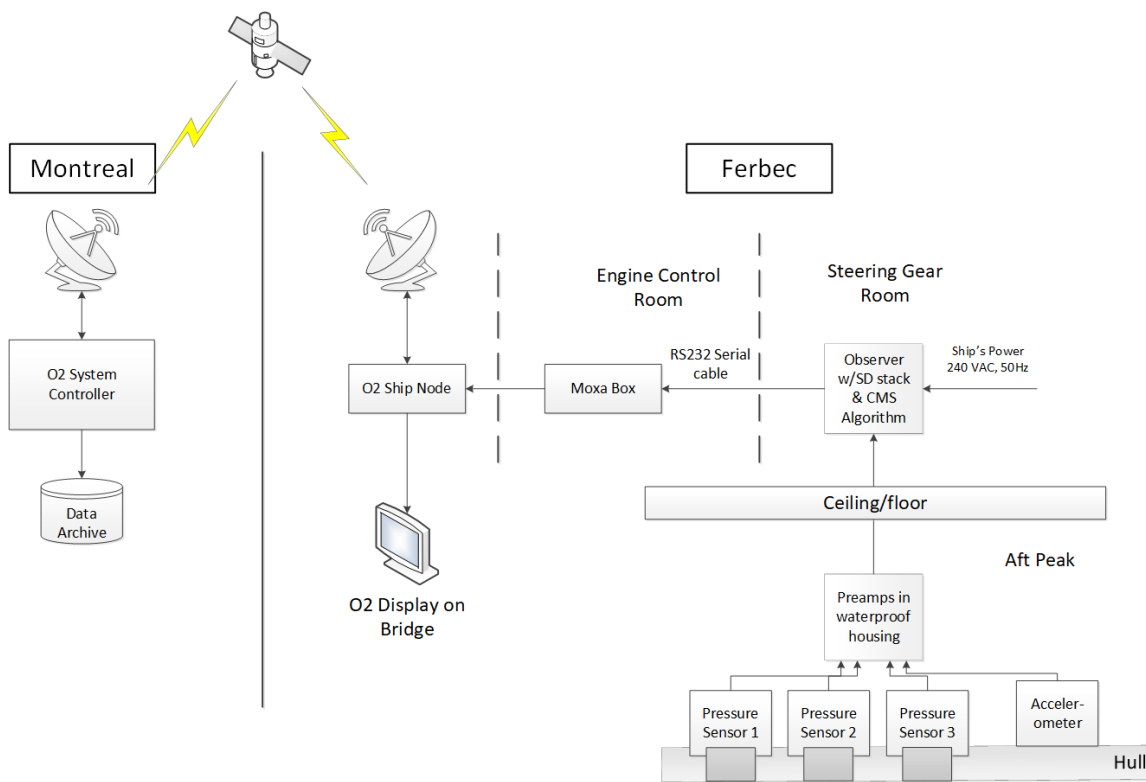 Montreal
Ferbec
Engine Control
Room
Steering Gear
Room
RS232 Serial
cable
Ship's Power
240 VAC, 50Hz
O2 System
Controller
O2 Ship Node
Moxa Box
Observer
w/SD stack
& CMS
Algorithm
Data
Archive
Ceiling/floor
O2 Display on
Bridge
Aft Peak
Preamps in
waterproof
housing
Pressure
Sensor 1
Pressure
Sensor 2
Pressure
Sensor 3
Acceler-
ometer
Hull